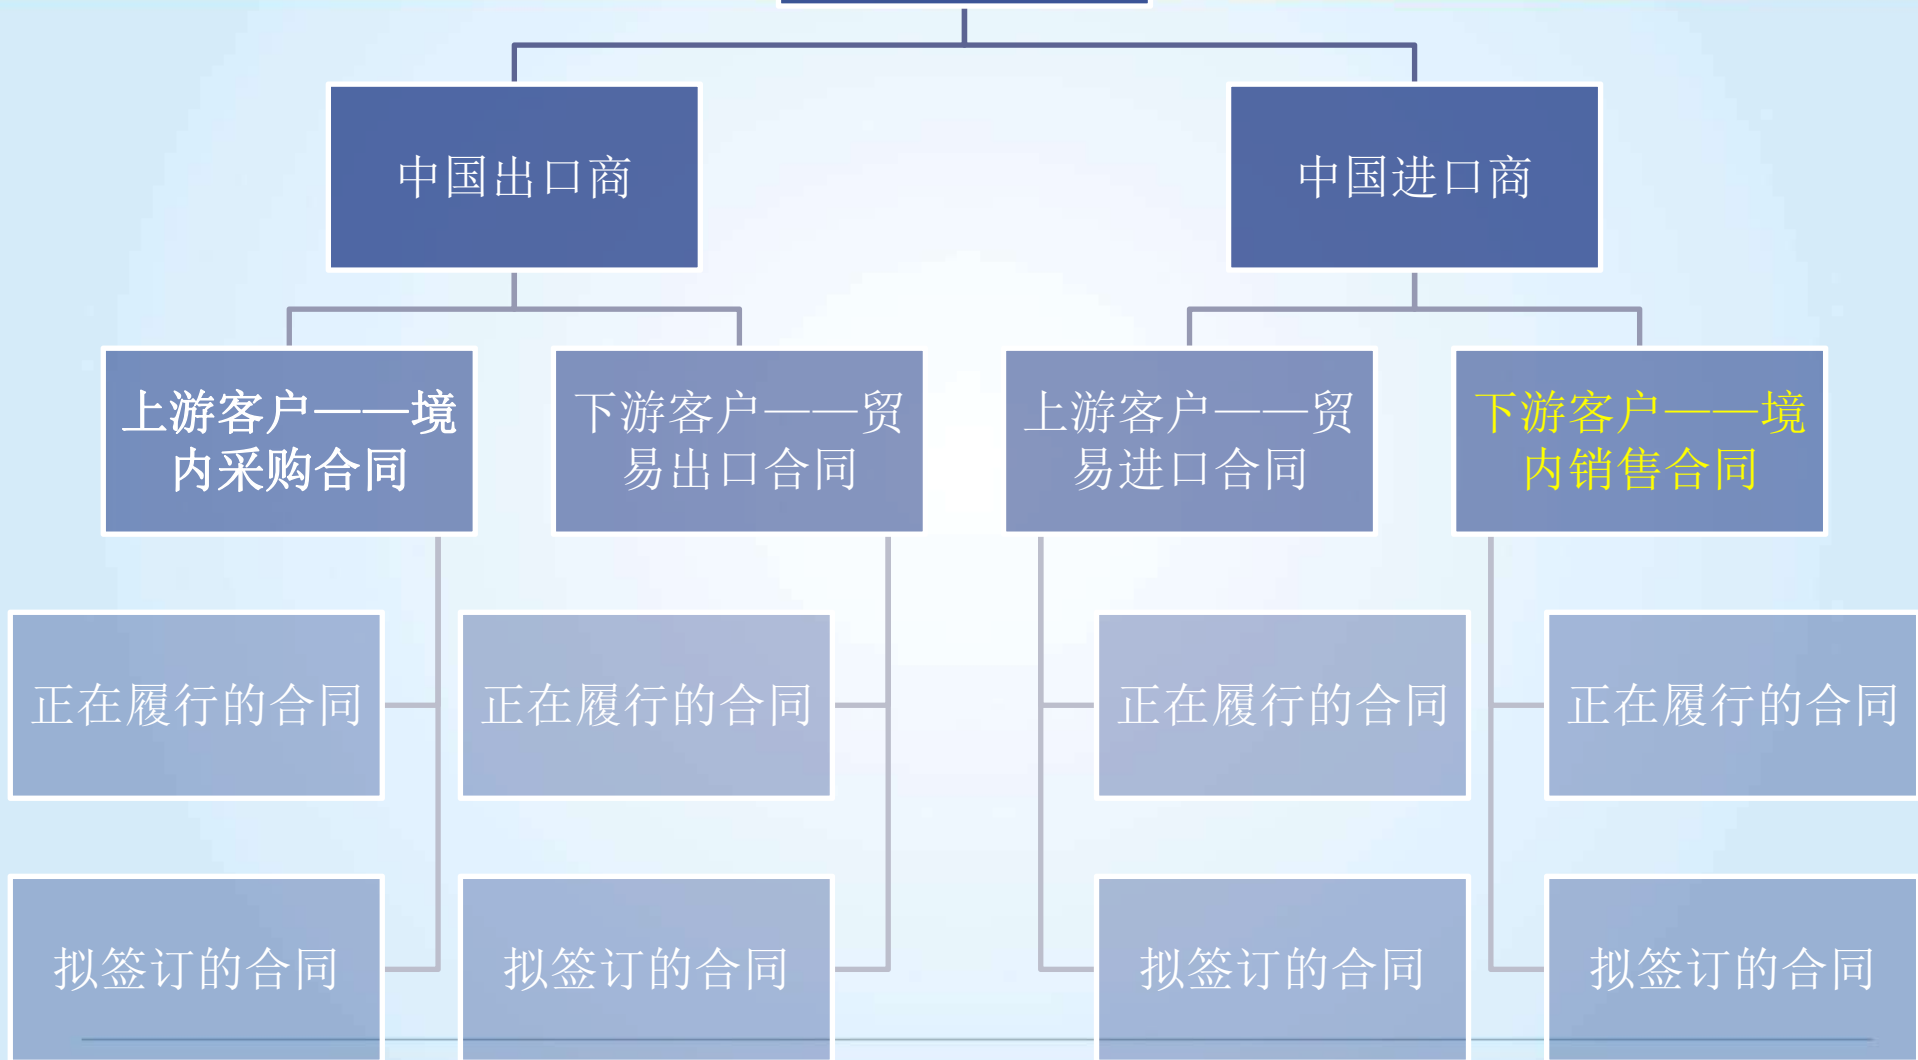 中国出口商
中国进口商
上游客户——境
内采购合同
下游客户——贸
易出口合同
上游客户——贸
易进口合同
下游客户——境
内销售合同
正在履行的合同
正在履行的合同
正在履行的合同
正在履行的合同
拟签订的合同
拟签订的合同
拟签订的合同
拟签订的合同